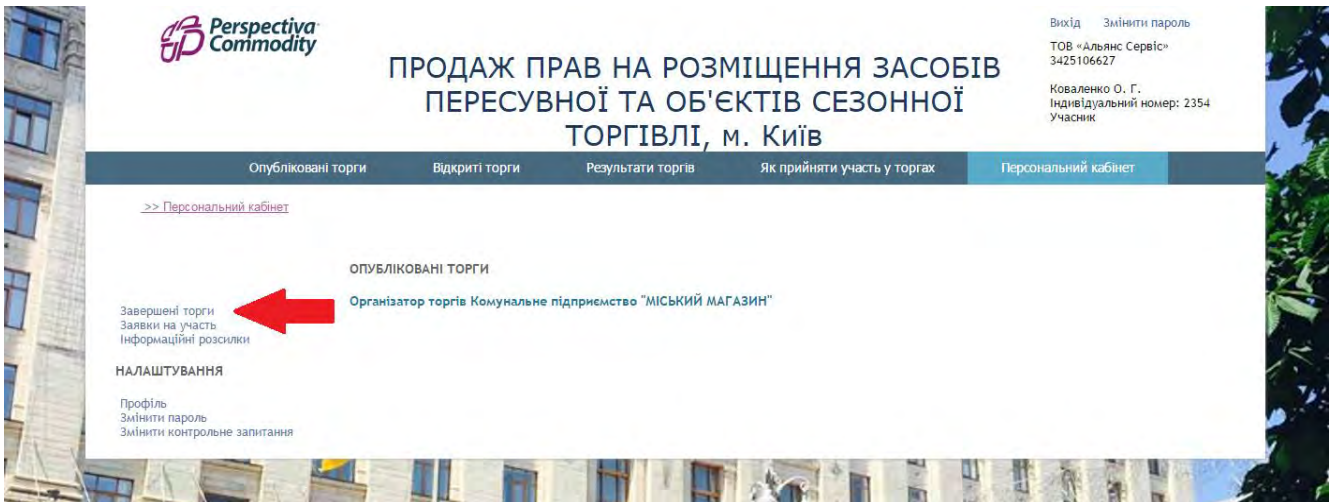 Perspectiva
Commodity
ПРОДАЖ ПРАВ НА РОЗМІЩЕННЯ ЗАСОБІВ
ПЕРЕСУВНОЇ ТА ОБ'ЄКТІВ СЕЗОННОЇ
ТОРГІВЛІ, м. Київ
Вихід Змінити пароль
ТОВ «Альянс Сервіс»
3425106627
Коваленко О. Г.
Індивідуальний номер: 2354
Учасник
Опубліковані торги Відкриті торги Результати торгів Як прийняти участь у торгах Персональний кабінет
>> Персональний кабінет
ОПУБЛІКОВАНІ ТОРГИ
Організатор торгів Комунальне підприємство "МІСЬКИЙ МАГАЗИН"
Завершені торги
Заявки на участь
Інформаційні розсилки
НАЛАШТУВАННЯ
Профіль
Змінити пароль
Змінити контрольне запитання